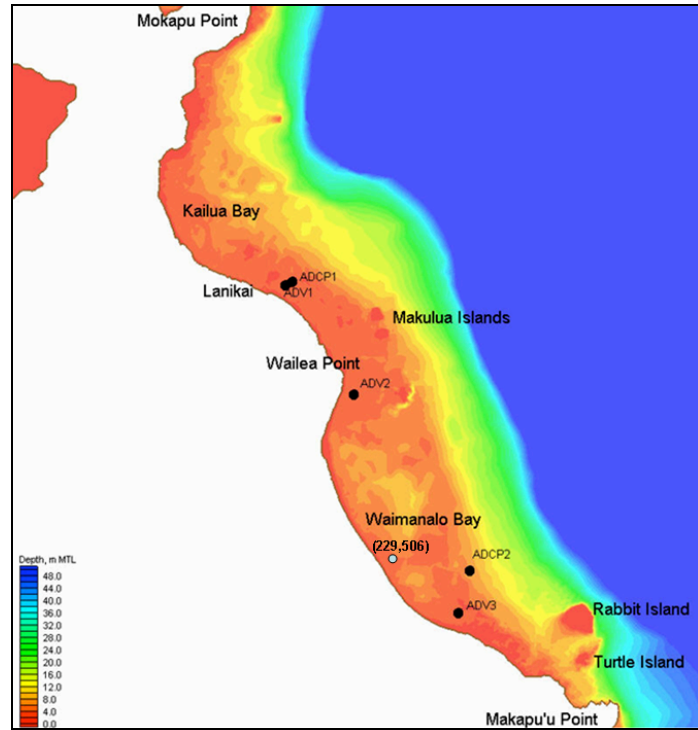 Mokapu Point
Kailua Bay
ADCP1
Lanikai
ADV1
Makulua Islands
Wailea Point
ADV2
Waimanalo Bay
(229,506)
ADCP2
Depth, m MTL
48.0
44.0
40.0
36.0
32.0
28.0
24.0
20.0
16.0
12.0
8.0
4.0
0.0
ADV3
Rabbit Island
Turtle Island
Makapu'u Point